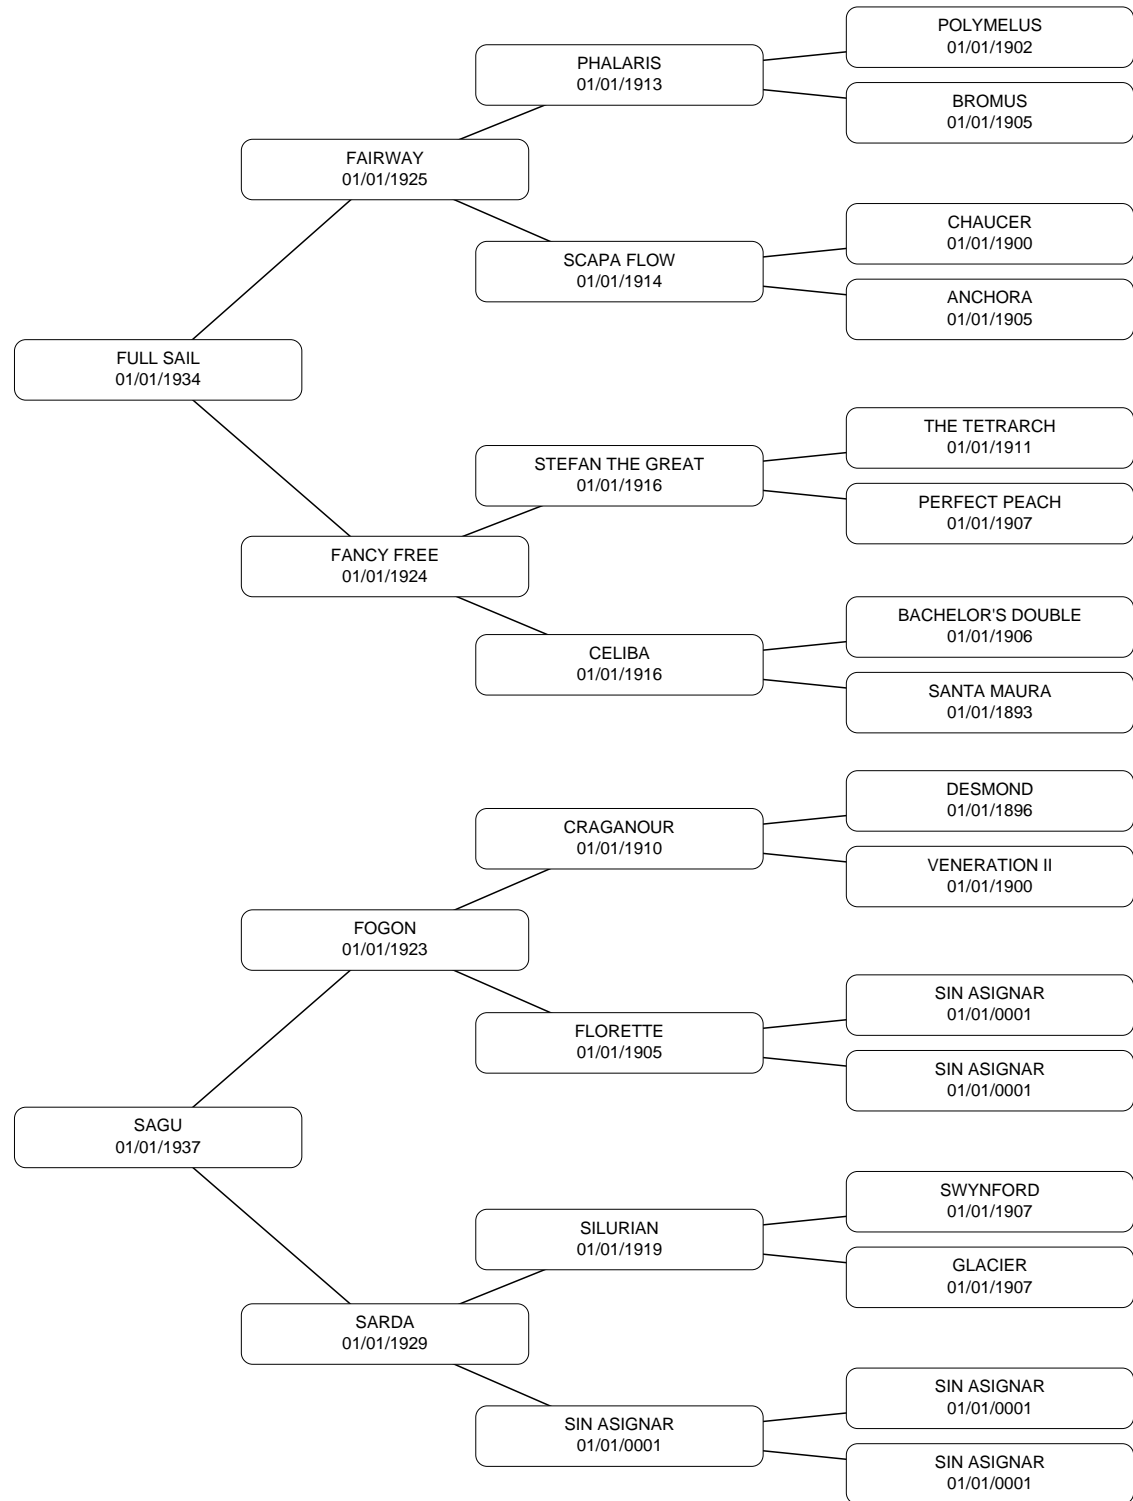 POLYMELUS
01/01/1902
PHALARIS
01/01/1913
BROMUS
01/01/1905
FAIRWAY
01/01/1925
CHAUCER
01/01/1900
SCAPA FLOW
01/01/1914
ANCHORA
01/01/1905
FULL SAIL
01/01/1934
THE TETRARCH
01/01/1911
STEFAN THE GREAT
01/01/1916
PERFECT PEACH
01/01/1907
FANCY FREE
01/01/1924
BACHELOR'S DOUBLE
01/01/1906
CELIBA
01/01/1916
SANTA MAURA
01/01/1893
DESMOND
01/01/1896
CRAGANOUR
01/01/1910
VENERATION II
01/01/1900
FOGON
01/01/1923
SIN ASIGNAR
01/01/0001
FLORETTE
01/01/1905
SIN ASIGNAR
01/01/0001
SAGU
01/01/1937
SWYNFORD
01/01/1907
SILURIAN
01/01/1919
GLACIER
01/01/1907
SARDA
01/01/1929
SIN ASIGNAR
01/01/0001
SIN ASIGNAR
01/01/0001
SIN ASIGNAR
01/01/0001